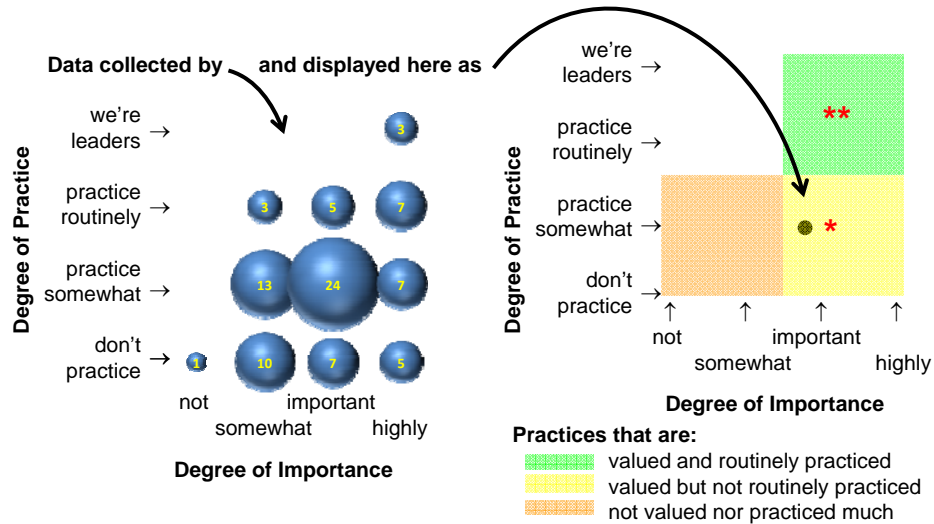 Data collected by and displayed here as
Degree of Practice
we're
leaders →
practice
routinely →
practice
somewhat →
don't
practice →
3
3 5 7
13 24 7
1 10 7 5
not important
somewhat highly
Degree of Importance
Degree of Practice
we're
leaders →
practice
routinely →
practice
somewhat →
don't
practice →
**
*
↑ ↑ ↑ ↑
not important
somewhat highly
Degree of Importance
Practices that are:
valued and routinely practiced
valued but not routinely practiced
not valued nor practiced much